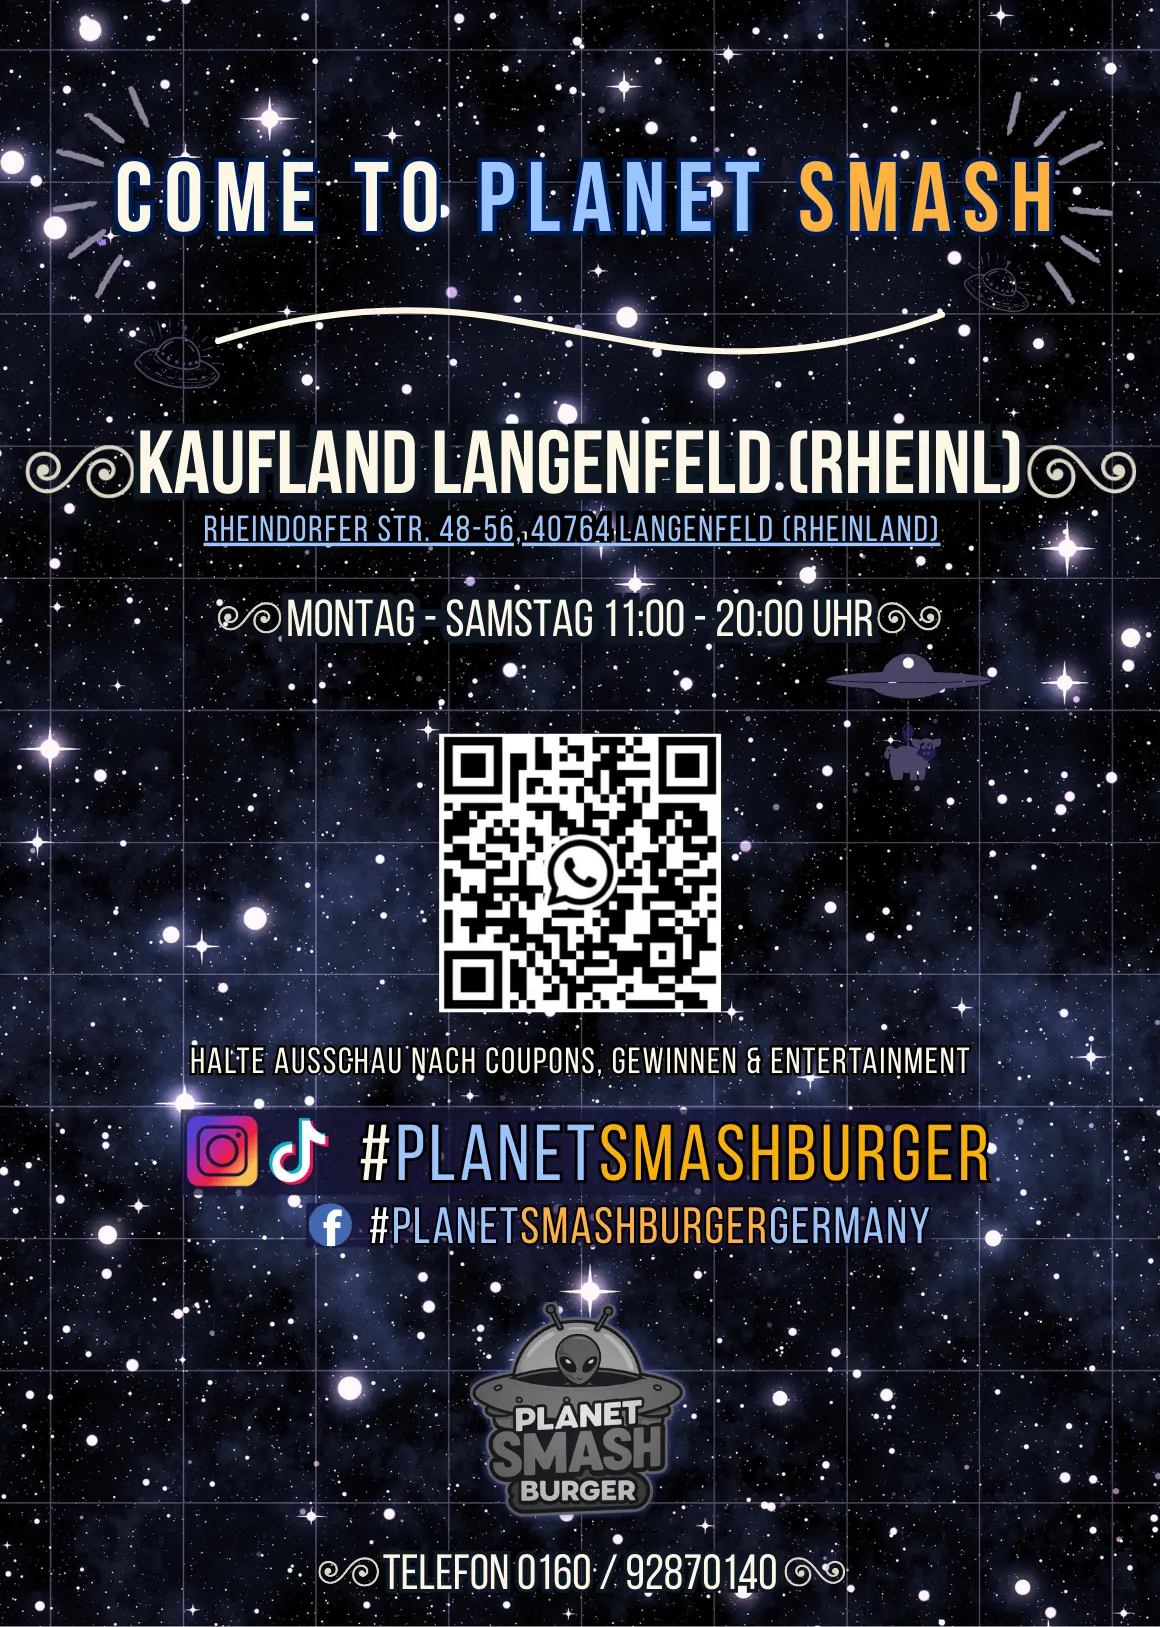 COME TO PLANET SMASH
KAUFLAND LANGENFELD (RHEINL)
RHEINDORFER STR. 48-56, 40764 LANGENFELD (RHEINLAND)
MONTAG - SAMSTAG 11:00 - 20:00 UHR
HALTE AUSSCHAU NACH COUPONS, GEWINNEN & ENTERTAINMENT
#PLANETSMASHBURGER
#PLANETSMASHBURGERGERMANY
PLANET
SMASH
BURGER
TELEFON 0160 / 92870140